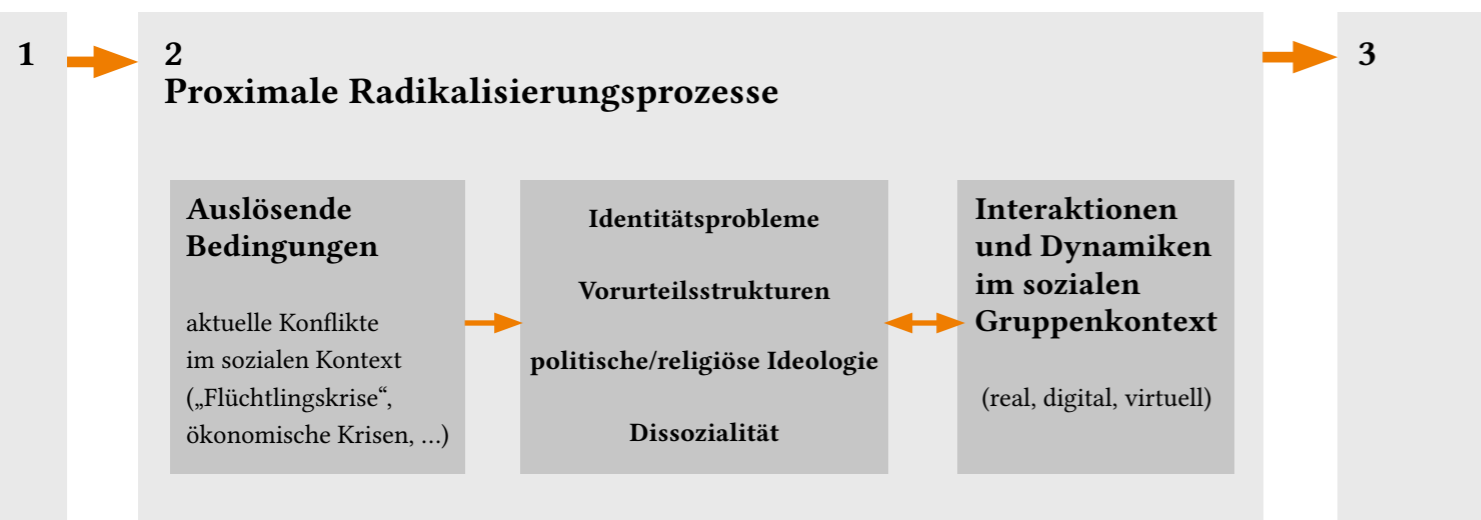 1
2
Proximale Radikalisierungsprozesse
Auslösende
Bedingungen
aktuelle Konflikte
im sozialen Kontext
(„Flüchtlingskrise“,
ökonomische Krisen, …)
Identitätsprobleme
Vorurteilsstrukturen
politische/religiöse Ideologie
Dissozialität
Interaktionen
und Dynamiken
im sozialen
Gruppenkontext
(real, digital, virtuell)
3